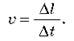 υ = Δl / Δt.